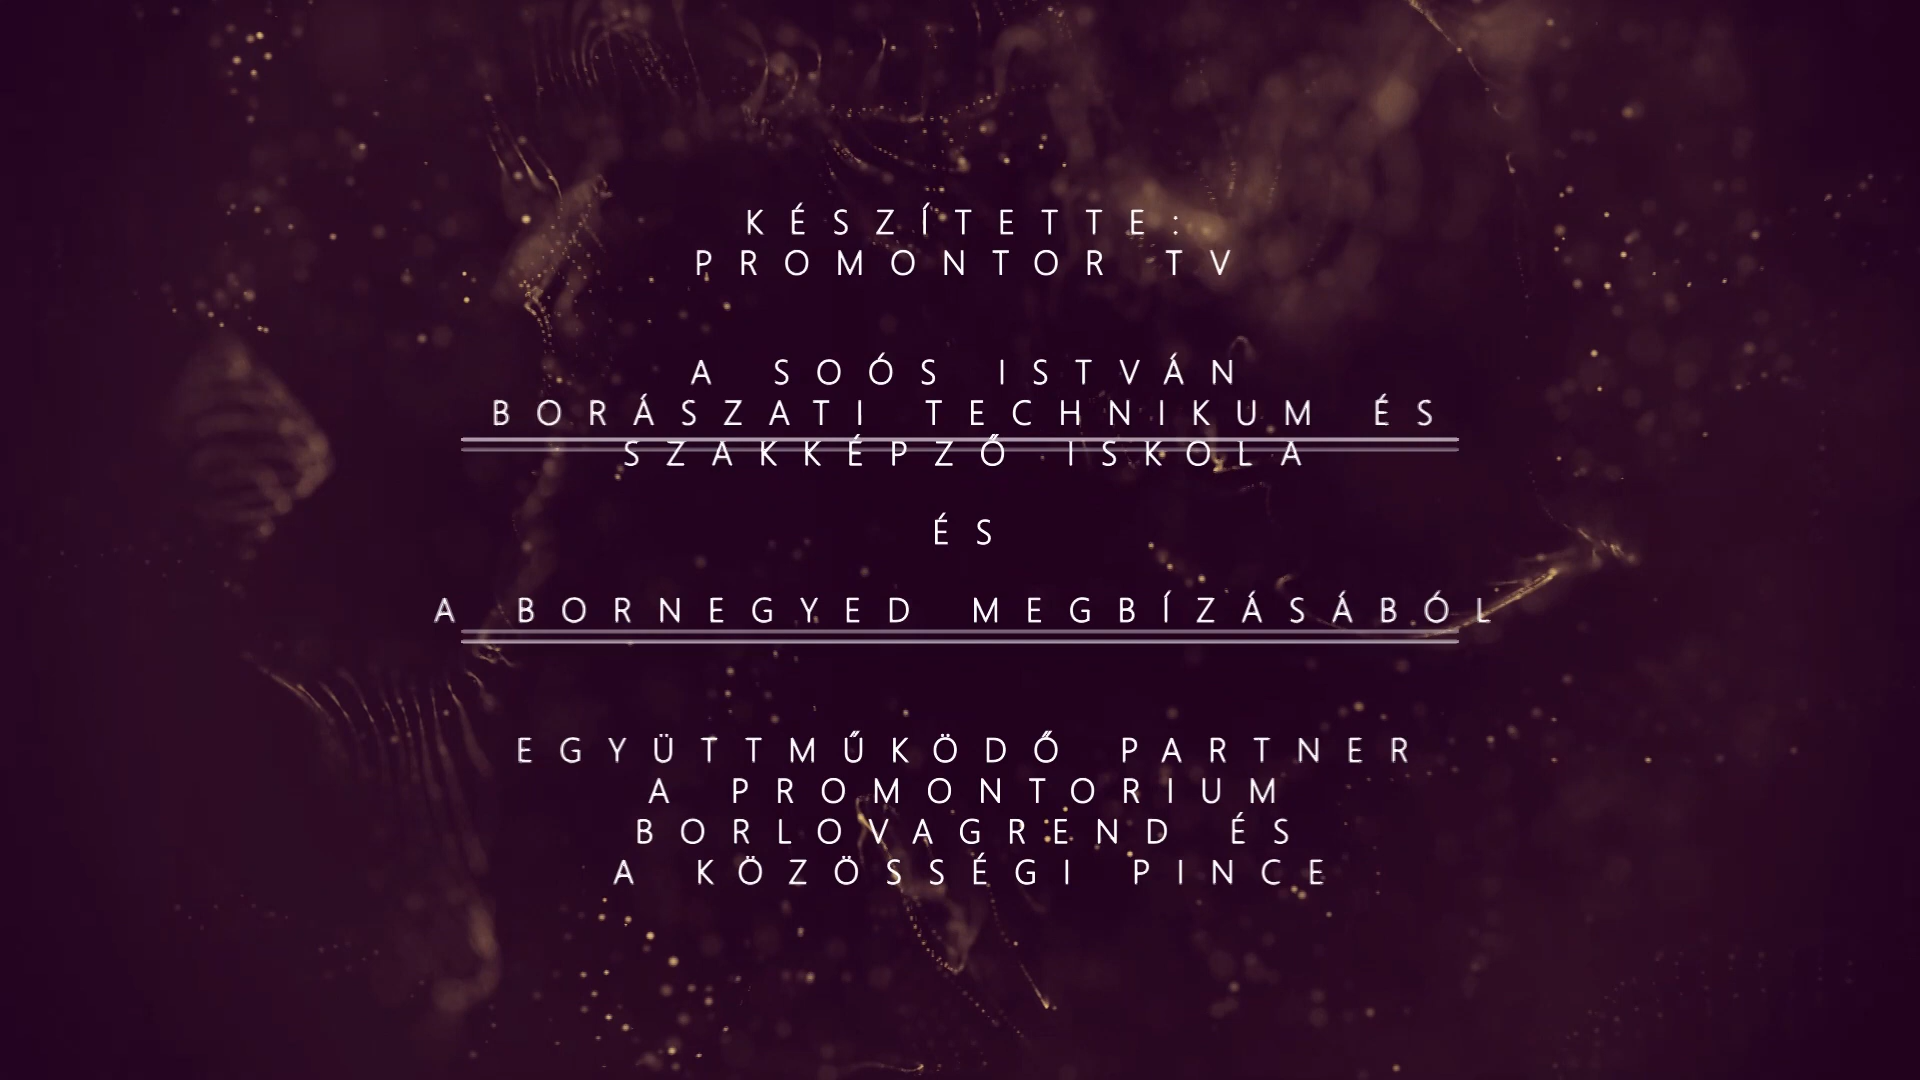 KÉSZÍTETTE:
PROMONTOR TV
A SOÓS ISTVÁN
BORÁSZATI TECHNIKUM ÉS
SZAKKÉPZŐ ISKOLA
ÉS
A BORNEGYED MEGBÍZÁSÁBÓL
EGYÜTTMŰKÖDŐ PARTNER
A PROMONTORIUM
BORLOVAGREND ÉS
A KÖZÖSSÉGI PINCE